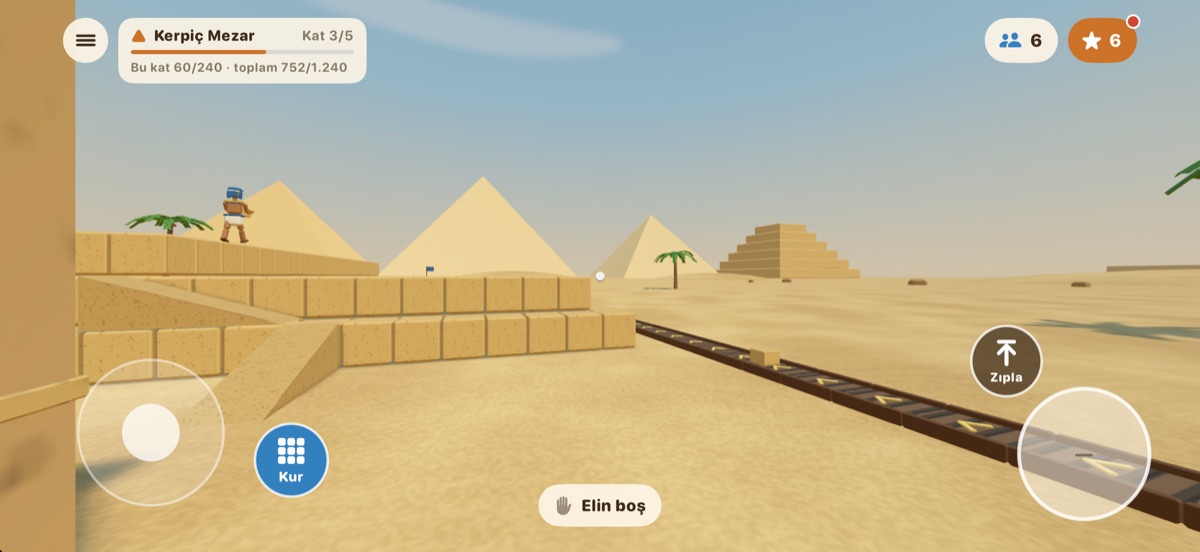 Kerpiç Mezar
Kat 3/5
Bu kat 60/240 · toplam 752/1.240
6
6
Zıpla
Kur
Elin boş